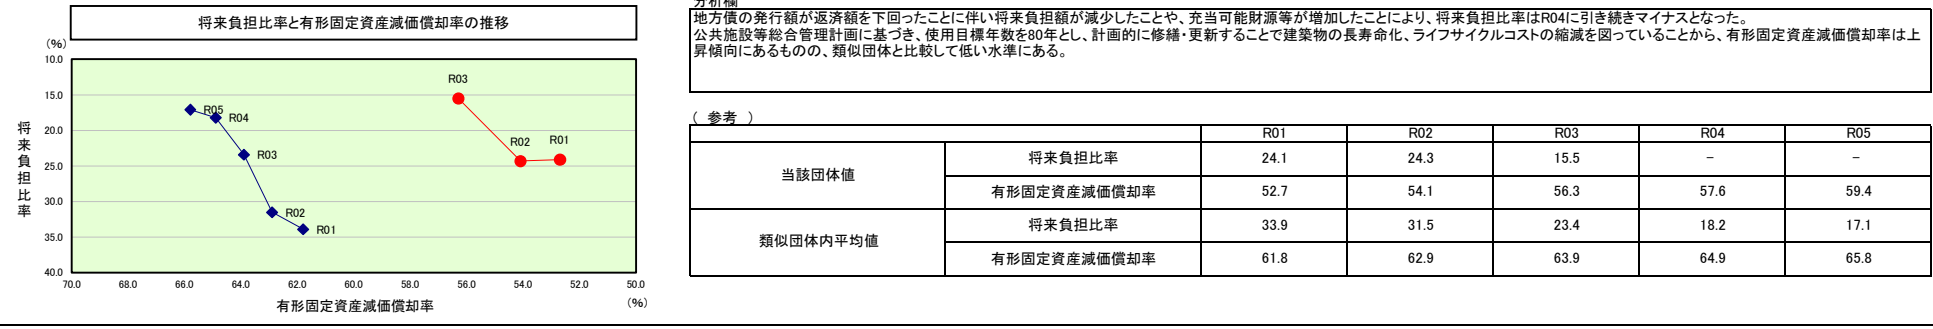 将来負担比率と有形固定資産減価償却率の推移
(%)
10.0
15.0
20.0
25.0
30.0
35.0
40.0
将来負担比率
R05
R04
R03
R02
R01
R03
R02
R01
70.0 68.0 66.0 64.0 62.0 60.0 58.0 56.0 54.0 52.0 50.0
有形固定資産減価償却率
(%)
分析欄
地方債の発行額が返済額を下回ったことに伴い将来負担額が減少したことや、充当可能財源等が増加したことにより、将来負担比率はR04に引き続きマイナスとなった。
公共施設等総合管理計画に基づき、使用目標年数を80年とし、計画的に修繕・更新することで建築物の長寿命化、ライフサイクルコストの縮減を図っていることから、有形固定資産減価償却率は上
昇傾向にあるものの、類似団体と比較して低い水準にある。
( 参考 )
R01 R02 R03 R04 R05
当該団体値
将来負担比率 24.1 24.3 15.5 － －
有形固定資産減価償却率 52.7 54.1 56.3 57.6 59.4
類似団体内平均値
将来負担比率 33.9 31.5 23.4 18.2 17.1
有形固定資産減価償却率 61.8 62.9 63.9 64.9 65.8